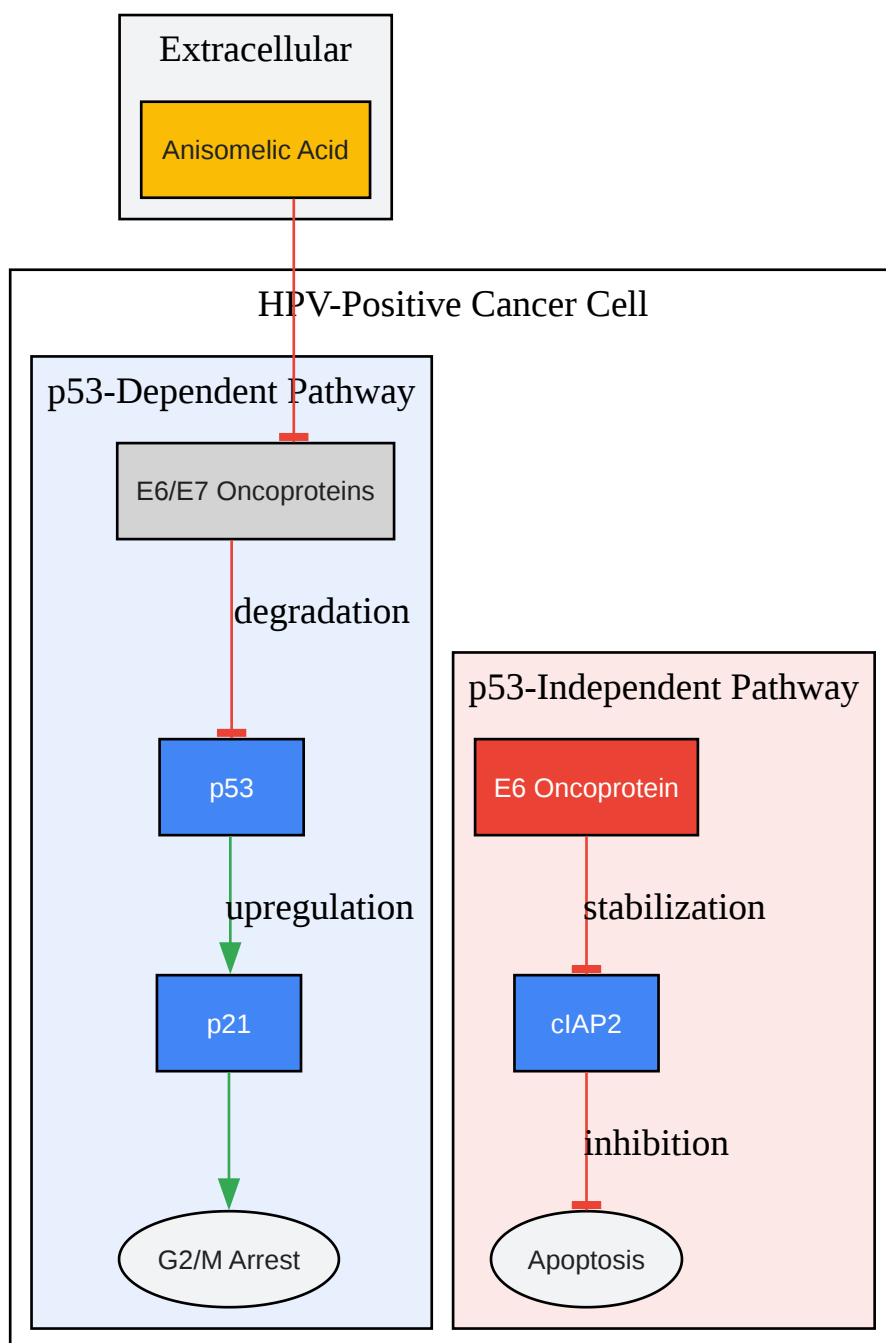 Extracellular
Anisomelic Acid
HPV-Positive Cancer Cell
p53-Dependent Pathway
E6/E7 Oncoproteins
degradation
p53
upregulation
p21
G2/M Arrest
p53-Independent Pathway
E6 Oncoprotein
stabilization
cIAP2
inhibition
Apoptosis